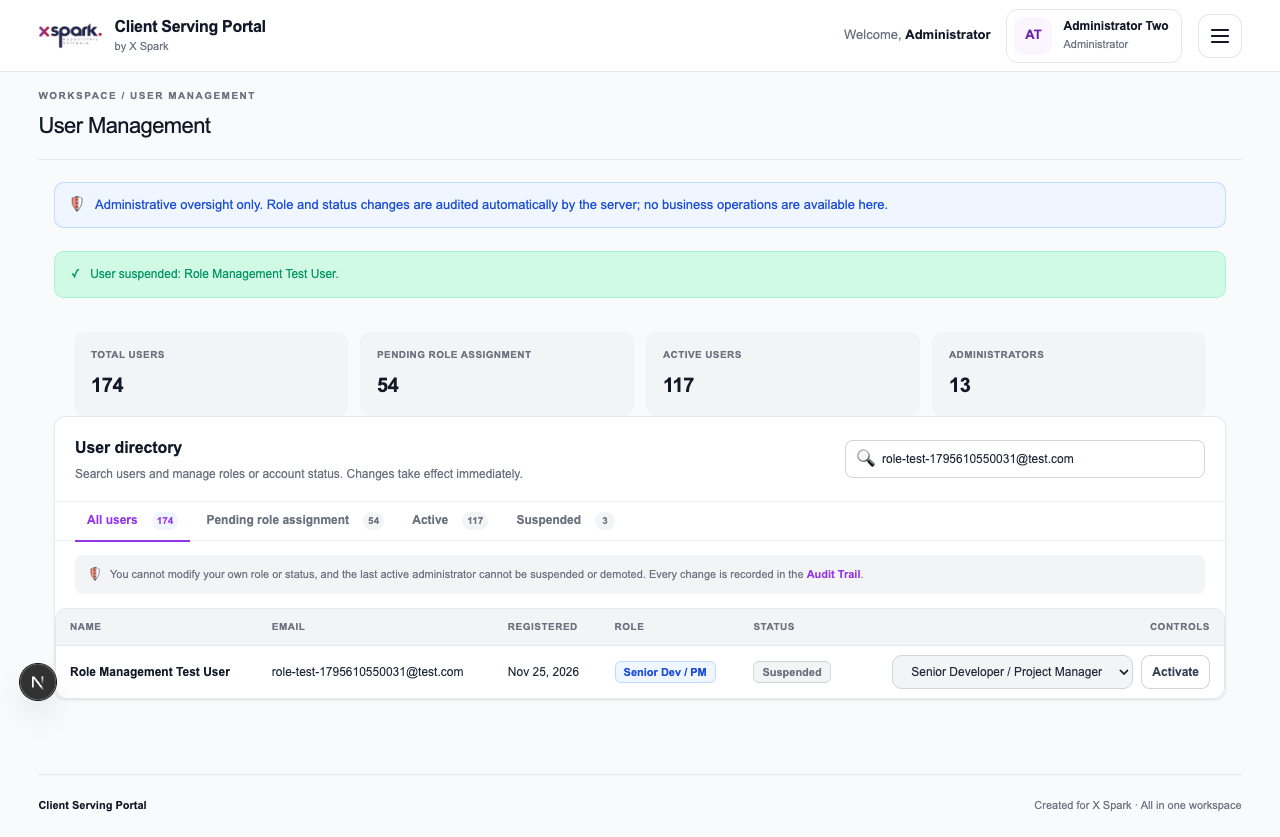 xspark.
Client Serving Portal
by X Spark
Welcome, Administrator
AT
Administrator Two
Administrator
WORKSPACE / USER MANAGEMENT
User Management
Administrative oversight only. Role and status changes are audited automatically by the server; no business operations are available here.
✓ User suspended: Role Management Test User.
TOTAL USERS
174
PENDING ROLE ASSIGNMENT
54
ACTIVE USERS
117
ADMINISTRATORS
13
User directory
Search users and manage roles or account status. Changes take effect immediately.
role-test-1795610550031@test.com
All users 174 Pending role assignment 54 Active 117 Suspended 3
You cannot modify your own role or status, and the last active administrator cannot be suspended or demoted. Every change is recorded in the Audit Trail.
NAME EMAIL REGISTERED ROLE STATUS CONTROLS
Role Management Test User role-test-1795610550031@test.com Nov 25, 2026 Senior Dev / PM Suspended Senior Developer / Project Manager Activate
N
Client Serving Portal
Created for X Spark · All in one workspace